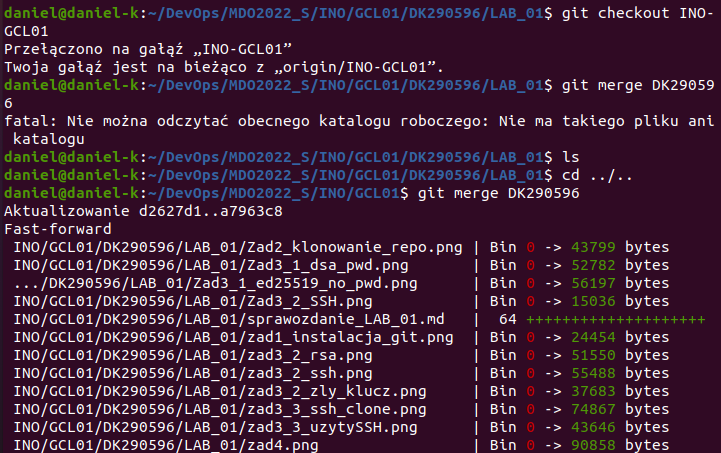 daniel@daniel-k:~/DevOps/MDO2022_S/INO/GCL01/DK290596/LAB_01$ git checkout INO-
GCL01
Przełączono na gałąź „INO-GCL01”
Twoja gałąź jest na bieżąco z „origin/INO-GCL01”.
daniel@daniel-k:~/DevOps/MDO2022_S/INO/GCL01/DK290596/LAB_01$ git merge DK29059
6
fatal: Nie można odczytać obecnego katalogu roboczego: Nie ma takiego pliku ani
 katalogu
daniel@daniel-k:~/DevOps/MDO2022_S/INO/GCL01/DK290596/LAB_01$ ls
daniel@daniel-k:~/DevOps/MDO2022_S/INO/GCL01/DK290596/LAB_01$ cd ../..
daniel@daniel-k:~/DevOps/MDO2022_S/INO/GCL01$ git merge DK290596
Aktualizowanie d2627d1..a7963c8
Fast-forward
 INO/GCL01/DK290596/LAB_01/Zad2_klonowanie_repo.png | Bin 0 -> 43799 bytes
 INO/GCL01/DK290596/LAB_01/Zad3_1_dsa_pwd.png       | Bin 0 -> 52782 bytes
 .../DK290596/LAB_01/Zad3_1_ed25519_no_pwd.png      | Bin 0 -> 56197 bytes
 INO/GCL01/DK290596/LAB_01/Zad3_2_SSH.png           | Bin 0 -> 15036 bytes
 INO/GCL01/DK290596/LAB_01/sprawozdanie_LAB_01.md   |  64 ++++++++++++++++++++
 INO/GCL01/DK290596/LAB_01/zad1_instalacja_git.png  | Bin 0 -> 24454 bytes
 INO/GCL01/DK290596/LAB_01/zad3_2_rsa.png           | Bin 0 -> 51550 bytes
 INO/GCL01/DK290596/LAB_01/zad3_2_ssh.png           | Bin 0 -> 55488 bytes
 INO/GCL01/DK290596/LAB_01/zad3_2_zly_klucz.png     | Bin 0 -> 37683 bytes
 INO/GCL01/DK290596/LAB_01/zad3_3_ssh_clone.png     | Bin 0 -> 74867 bytes
 INO/GCL01/DK290596/LAB_01/zad3_3_uzytySSH.png      | Bin 0 -> 43646 bytes
 INO/GCL01/DK290596/LAB_01/zad4.png                 | Bin 0 -> 90858 bytes